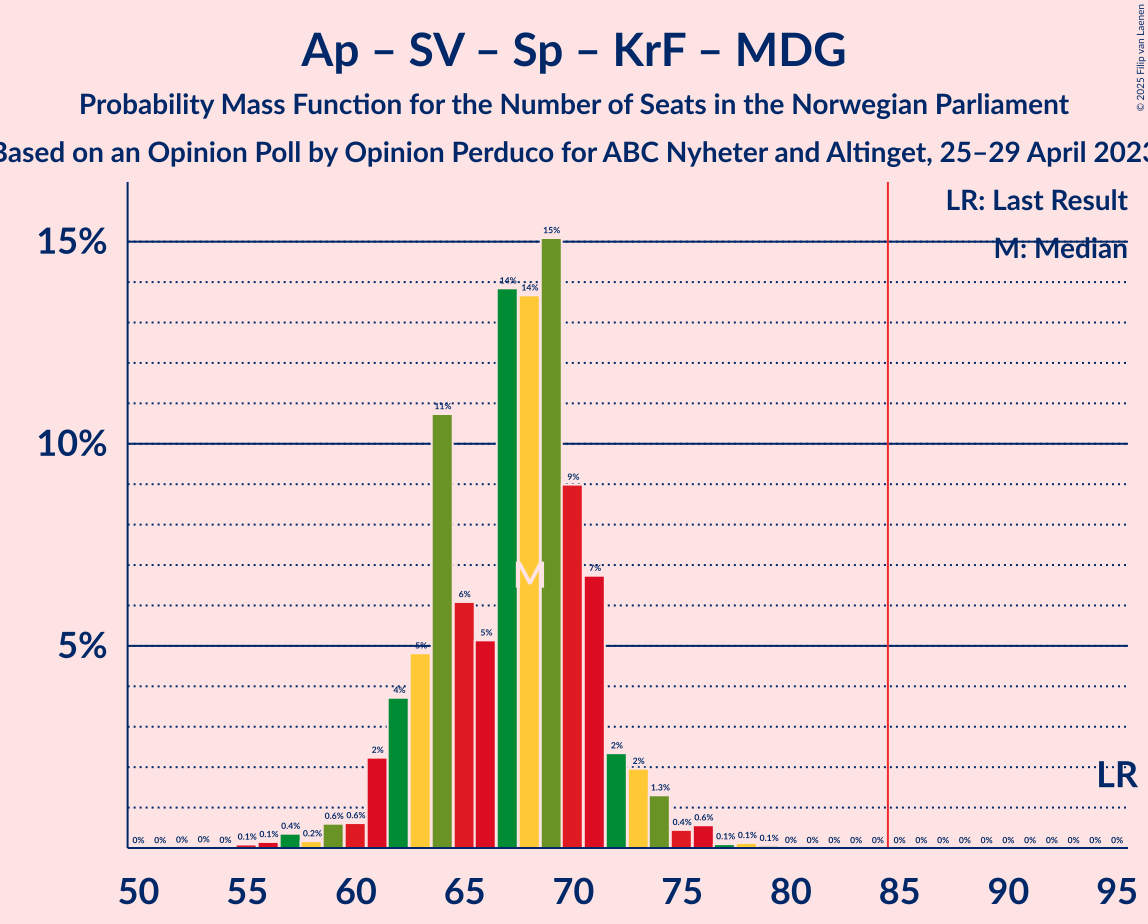 Ap – SV – Sp – KrF – MDG
Probability Mass Function for the Number of Seats in the Norwegian Parliament
Based on an Opinion Poll by Opinion Perduco for ABC Nyheter and Altinget, 25–29 April 2023
© 2025 Filip van Laenen
LR: Last Result
M: Median
15%
10%
5%
0% 0% 0% 0% 0% 0.1% 0.1% 0.4% 0.2% 0.6% 0.6% 2% 4% 5% 11% 6% 5% 14% 14% 15% 9% 7% 2% 2% 1.3% 0.4% 0.6% 0.1% 0.1% 0.1% 0% 0% 0% 0% 0% 0% 0% 0% 0% 0% 0% 0% 0% 0% 0% 0%
M
LR
50 55 60 65 70 75 80 85 90 95